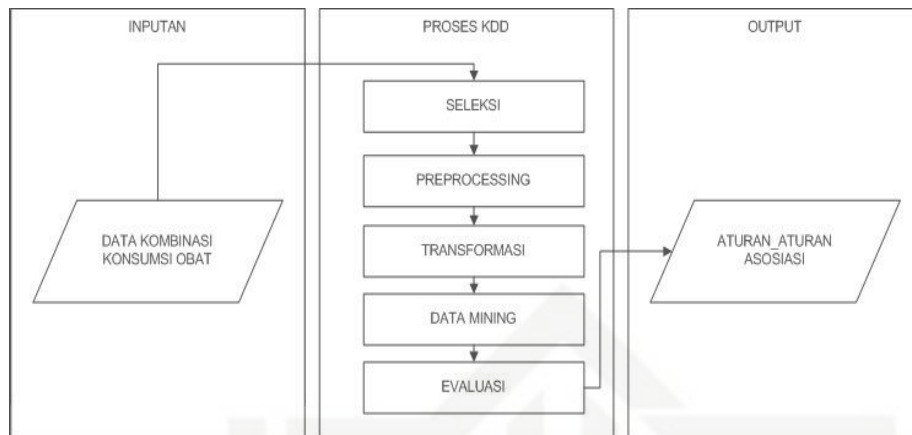 INPUTAN
PROSES KDD
OUTPUT
SELEKSI
PREPROCESSING
TRANSFORMASI
DATA MINING
EVALUASI
DATA KOMBINASI
KONSUMSI OBAT
ATURAN_ATURAN
ASOSIASI